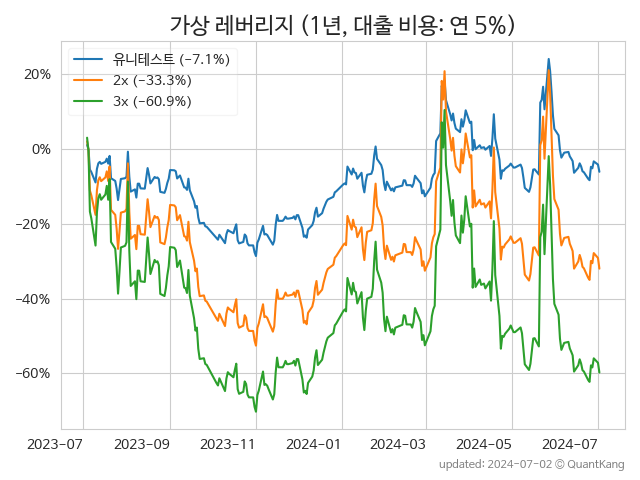 가상 레버리지 (1년, 대출 비용: 연 5%)
유니테스트 (−7.1%)
2x (−33.3%)
3x (−60.9%)
20%
0%
−20%
−40%
−60%
2023-07 2023-09 2023-11 2024-01 2024-03 2024-05 2024-07
updated: 2024-07-02 © QuantKang